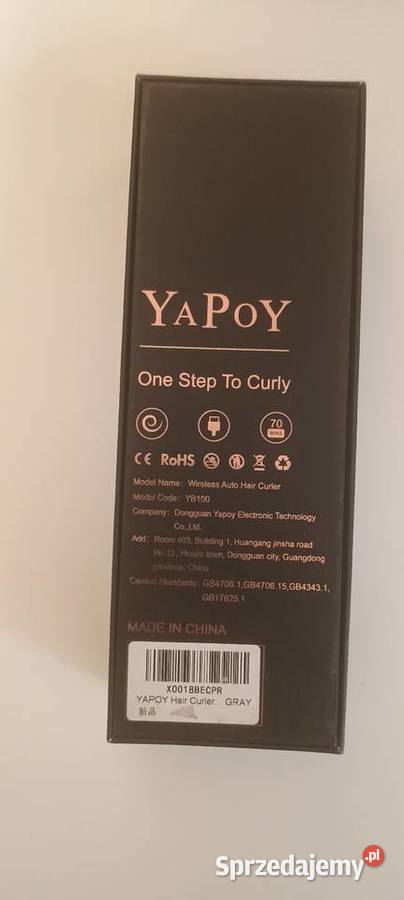 YAPOY
One Step To Curly
70
MINS
CE RoHS
Model Name: Wireless Auto Hair Curler
Model Code: YB100
Company: Dongguan Yapoy Electronic Technology
Co.,Ltd.
Add: Room 403, Building 1, Huangang jinsha road
No.12, Houjie town, Dongguan city, Guangdong
province, China
Carried Standards: GB4706.1,GB4706.15,GB4343.1,
GB17625.1
MADE IN CHINA
X0018BECPR
YAPOY Hair Curler... GRAY
新品
Sprzedajemy.pl